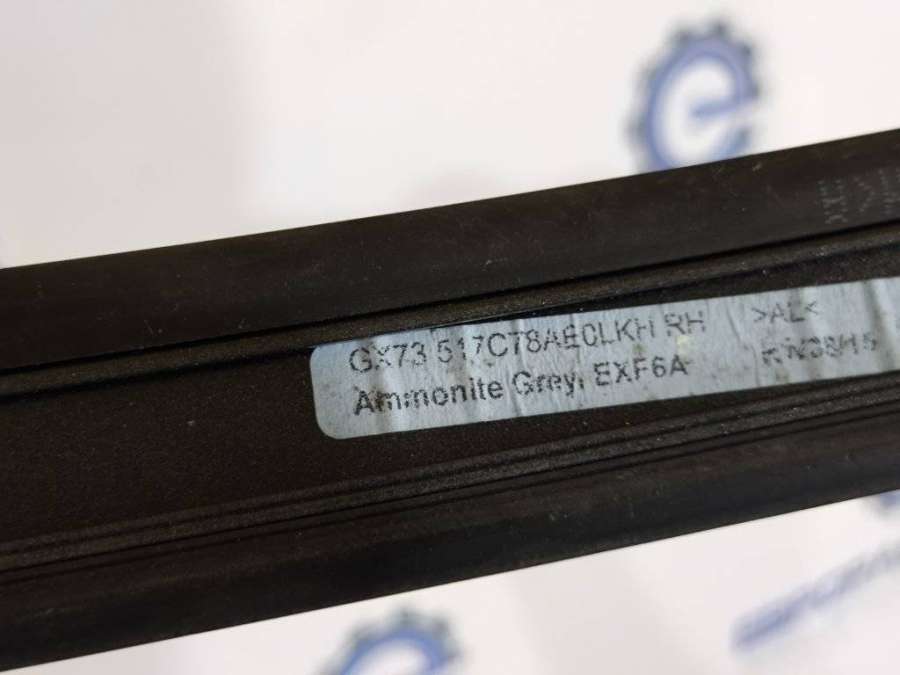 GX73 517C78AE0LKH RH >AL<
Ammonite Grey, EXF6A